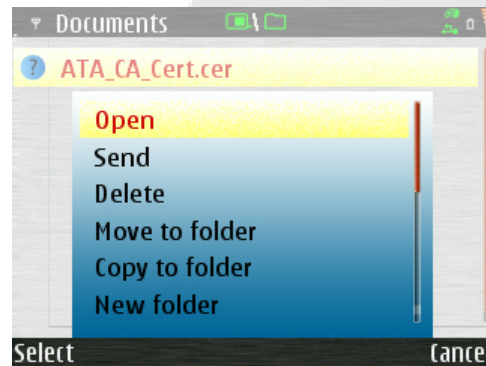 Documents
ATA_CA_Cert.cer
Open
Send
Delete
Move to folder
Copy to folder
New folder
Select Cance